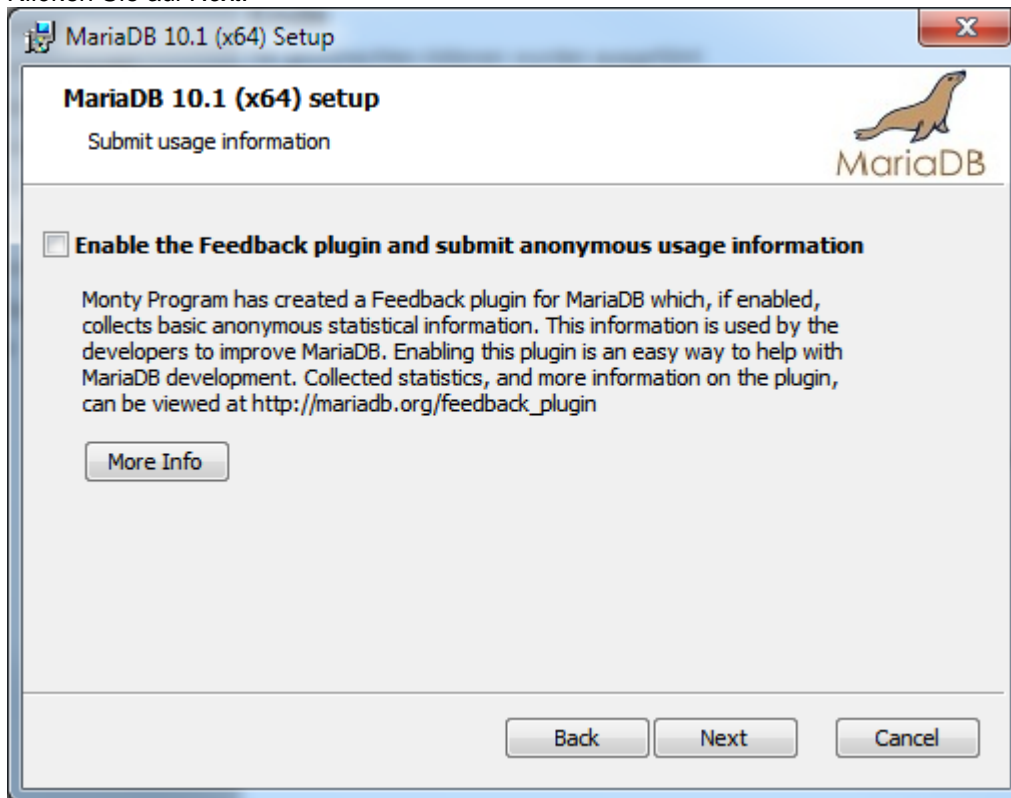 MariaDB 10.1 (x64) Setup
MariaDB 10.1 (x64) setup
Submit usage information
MariaDB
Enable the Feedback plugin and submit anonymous usage information
Monty Program has created a Feedback plugin for MariaDB which, if enabled,
collects basic anonymous statistical information. This information is used by the
developers to improve MariaDB. Enabling this plugin is an easy way to help with
MariaDB development. Collected statistics, and more information on the plugin,
can be viewed at http://mariadb.org/feedback_plugin
More Info
Back Next Cancel